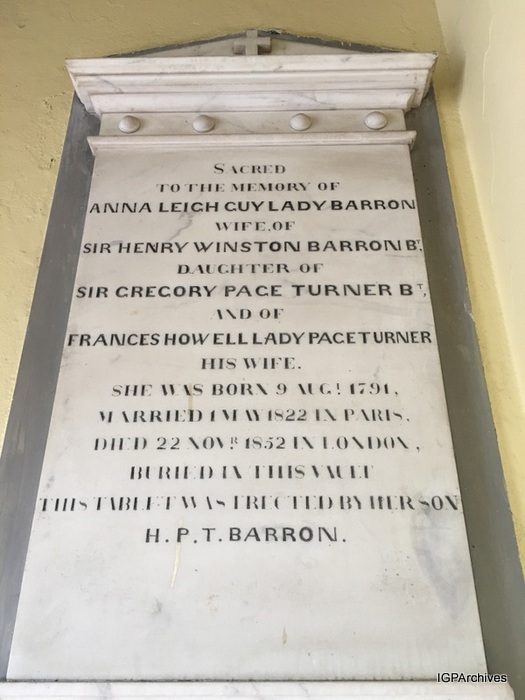 SACRED
TO THE MEMORY OF
ANNA LEIGH GUY LADY BARRON
WIFE.OF
SIR HENRY WINSTON BARRON BT,
DAUGHTER OF
SIR GREGORY PAGE TURNER BT,
AND OF
FRANCES HOWELL LADY PAGE TURNER
HIS WIFE.
SHE WAS BORN 9 AUGT 1791,
MARRIED 1 MAY 1822 IN PARIS,
DIED 22 NOVR 1852 IN LONDON,
BURIED IN THIS VAULT
THIS TABLET WAS ERECTED BY HER SON
H.P.T. BARRON.
IGPArchives